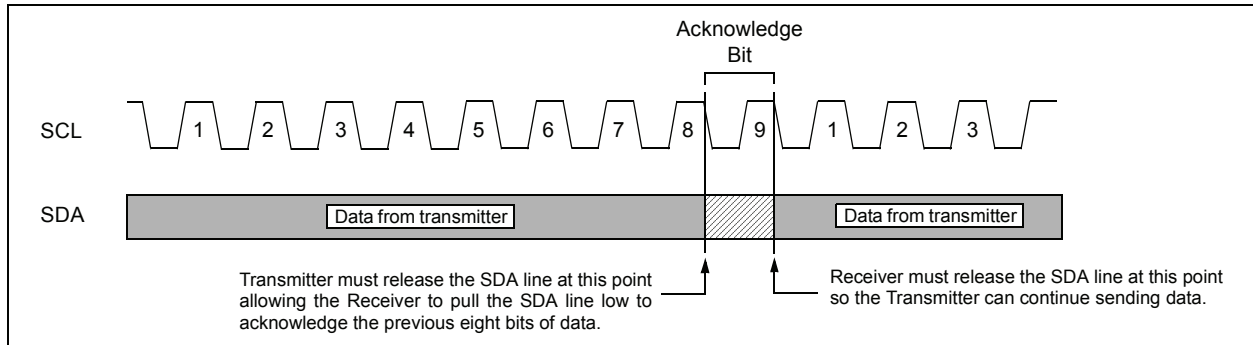 Acknowledge
Bit
SCL
1 2 3 4 5 6 7 8 9 1 2 3
SDA
Data from transmitter
Data from transmitter
Transmitter must release the SDA line at this point
allowing the Receiver to pull the SDA line low to
acknowledge the previous eight bits of data.
Receiver must release the SDA line at this point
so the Transmitter can continue sending data.